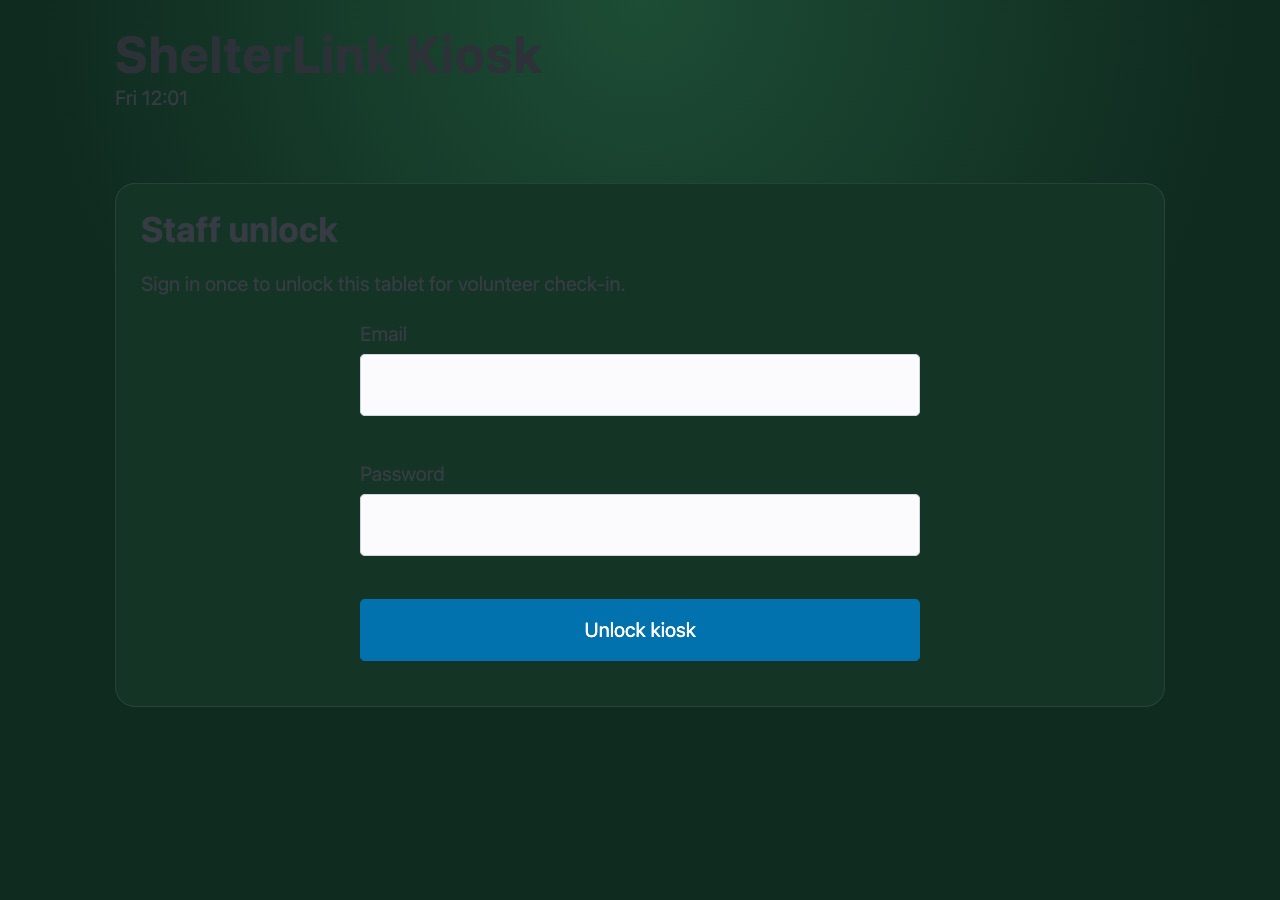 ShelterLink Kiosk
Fri 12:01
Staff unlock
Sign in once to unlock this tablet for volunteer check-in.
Email
Password
Unlock kiosk